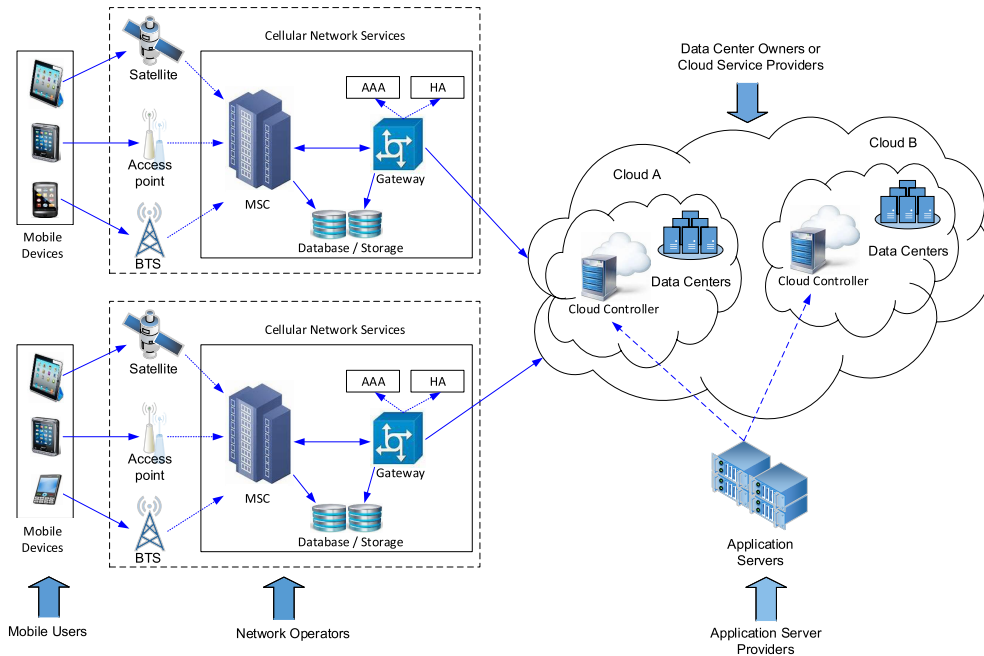 Cellular Network Services
Satellite
AAA
HA
Access
point
MSC
Gateway
Mobile
Devices
BTS
Database / Storage
Cellular Network Services
Satellite
AAA
HA
Access
point
MSC
Gateway
Mobile
Devices
BTS
Database / Storage
Mobile Users
Network Operators
Data Center Owners or
Cloud Service Providers
Cloud A
Cloud B
Data Centers
Cloud Controller
Data Centers
Cloud Controller
Application
Servers
Application Server
Providers